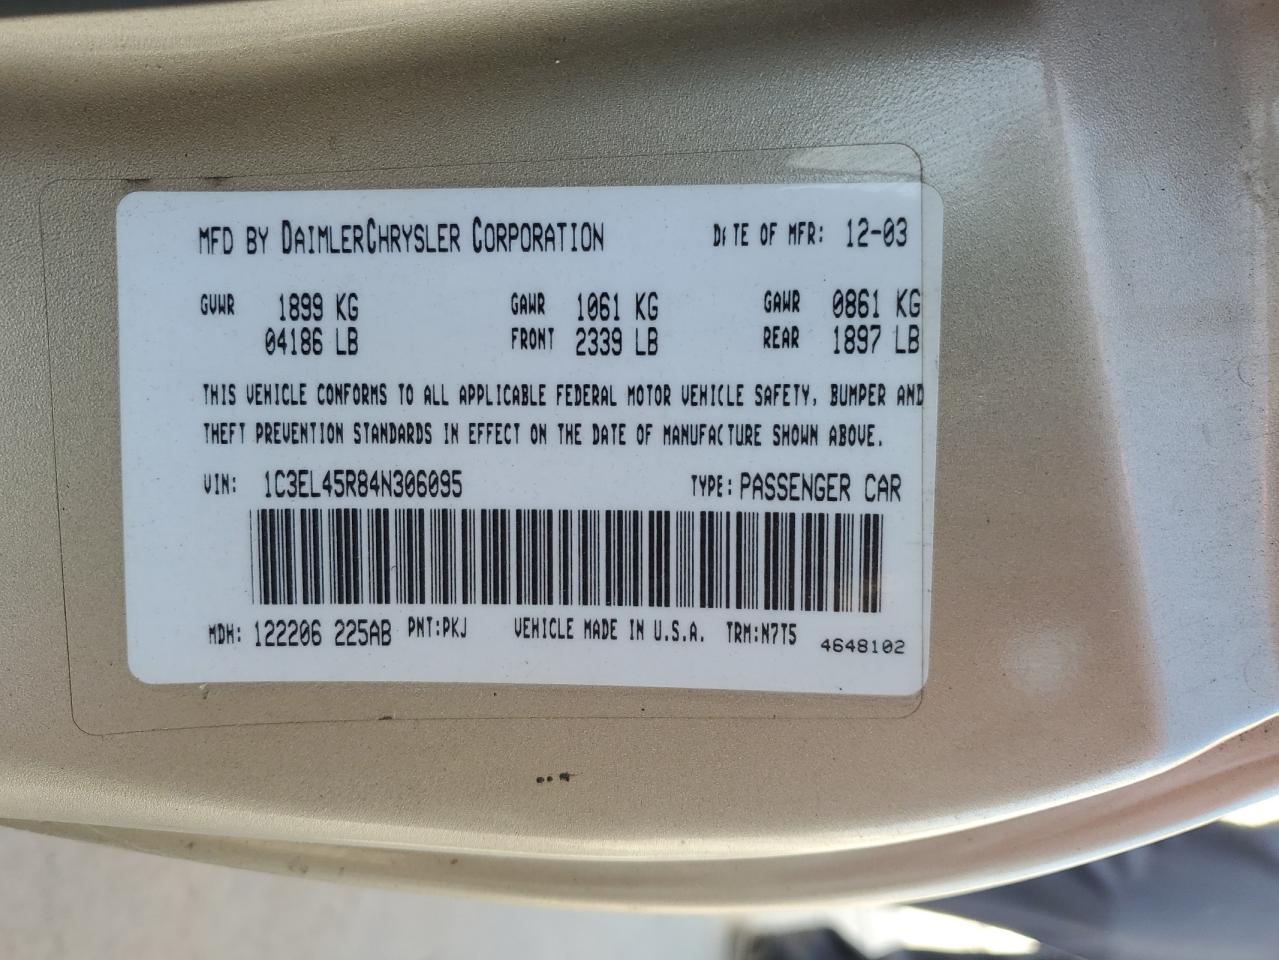 MFD BY DAIMLERCHRYSLER CORPORATION DATE OF MFR: 12-03
GVWR 1899 KG GAWR 1061 KG GAWR 0861 KG
04186 LB FRONT 2339 LB REAR 1897 LB
THIS VEHICLE CONFORMS TO ALL APPLICABLE FEDERAL MOTOR VEHICLE SAFETY, BUMPER AND
THEFT PREVENTION STANDARDS IN EFFECT ON THE DATE OF MANUFACTURE SHOWN ABOVE.
VIN: 1C3EL45R84N306095 TYPE: PASSENGER CAR
MDH: 122206 225AB PNT:PKJ VEHICLE MADE IN U.S.A. TRM:N7T5 4648102